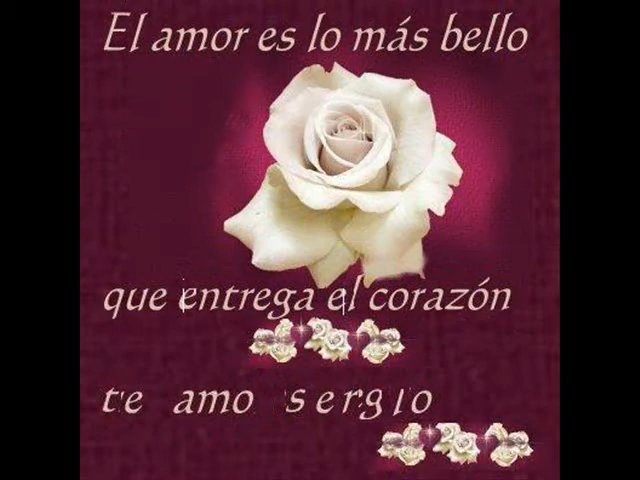 El amor es lo más bello
que entrega el corazón
te amo sergio